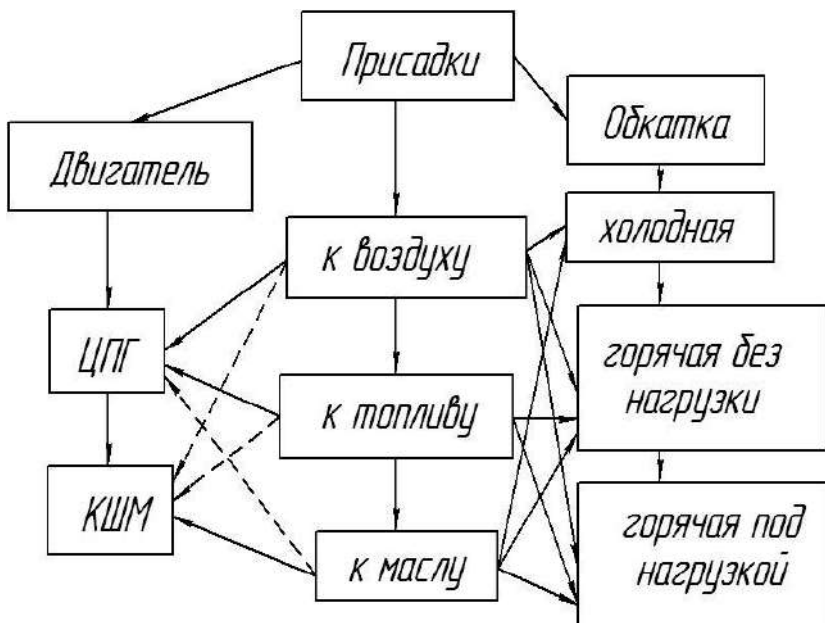 Присадки
Двигатель
Обкатка
к воздуху
холодная
ЦПГ
горячая без
нагрузки
к топливу
КШМ
горячая под
нагрузкой
к маслу